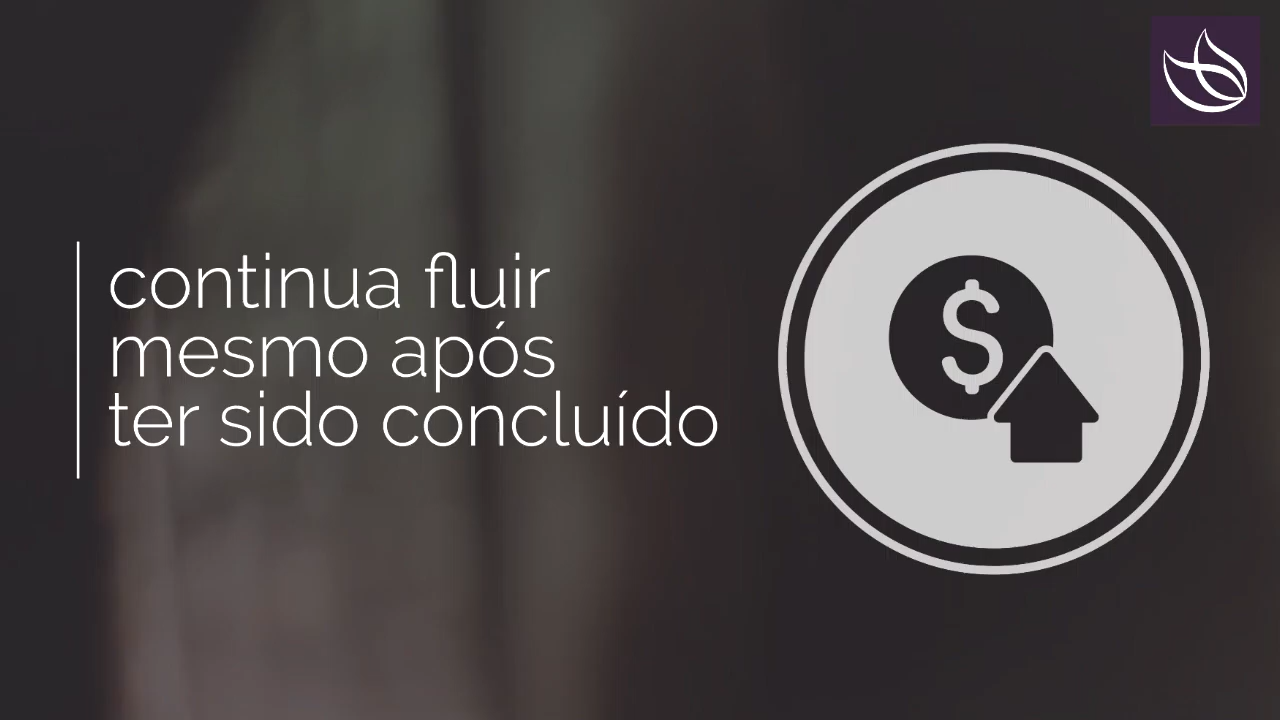 continua fluir
mesmo após
ter sido concluído
$